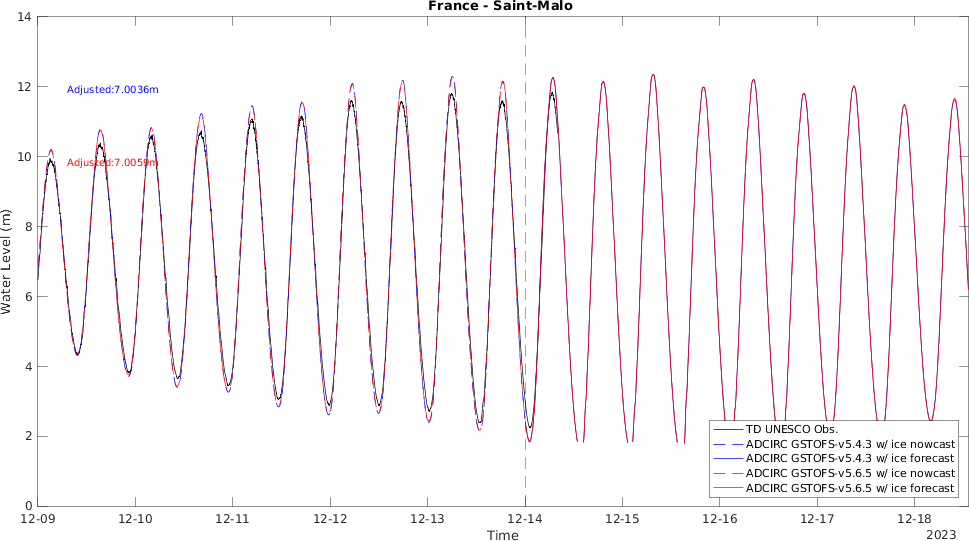 France - Saint-Malo
14
12
10
8
6
4
2
0
Water Level (m)
Adjusted:7.0036m
Adjusted:7.0059m
TD UNESCO Obs.
ADCIRC GSTOFS-v5.4.3 w/ ice nowcast
ADCIRC GSTOFS-v5.4.3 w/ ice forecast
ADCIRC GSTOFS-v5.6.5 w/ ice nowcast
ADCIRC GSTOFS-v5.6.5 w/ ice forecast
12-09 12-10 12-11 12-12 12-13 12-14 12-15 12-16 12-17 12-18
Time
2023